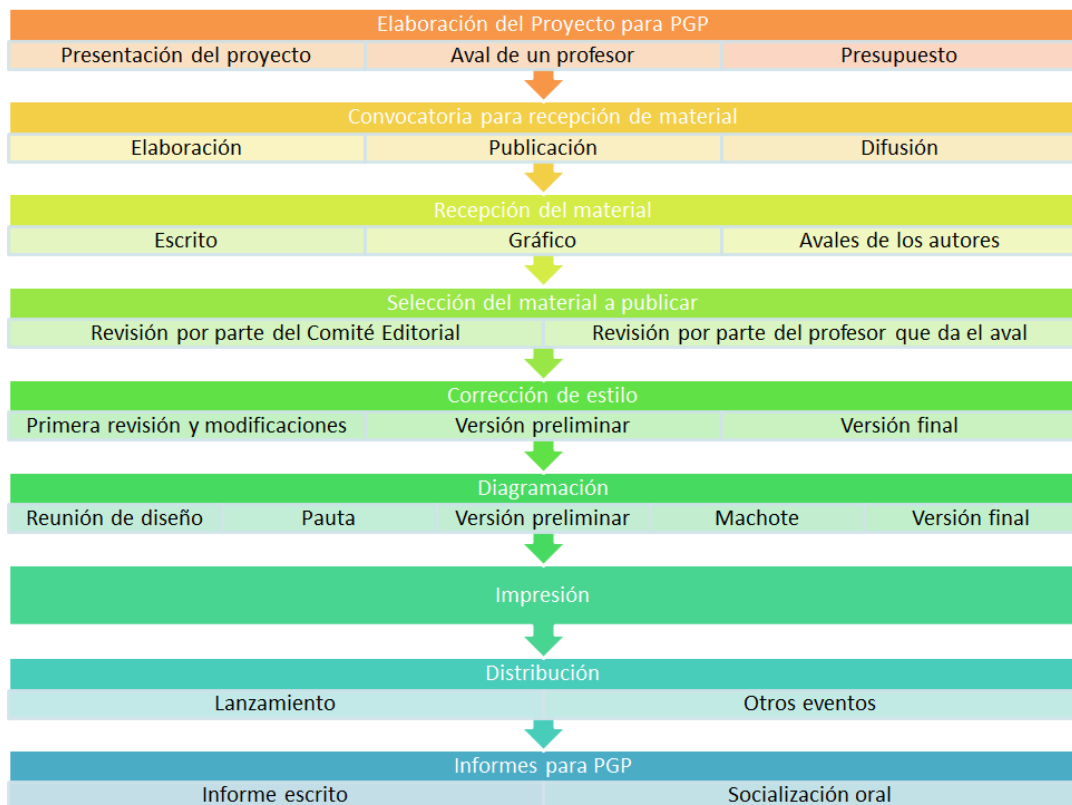 Elaboración del Proyecto para PGP
Presentación del proyecto Aval de un profesor Presupuesto
Convocatoria para recepción de material
Elaboración Publicación Difusión
Recepción del material
Escrito Gráfico Avales de los autores
Selección del material a publicar
Revisión por parte del Comité Editorial Revisión por parte del profesor que da el aval
Corrección de estilo
Primera revisión y modificaciones Versión preliminar Versión final
Diagramación
Reunión de diseño Pauta Versión preliminar Machote Versión final
Impresión
Distribución
Lanzamiento Otros eventos
Informes para PGP
Informe escrito Socialización oral